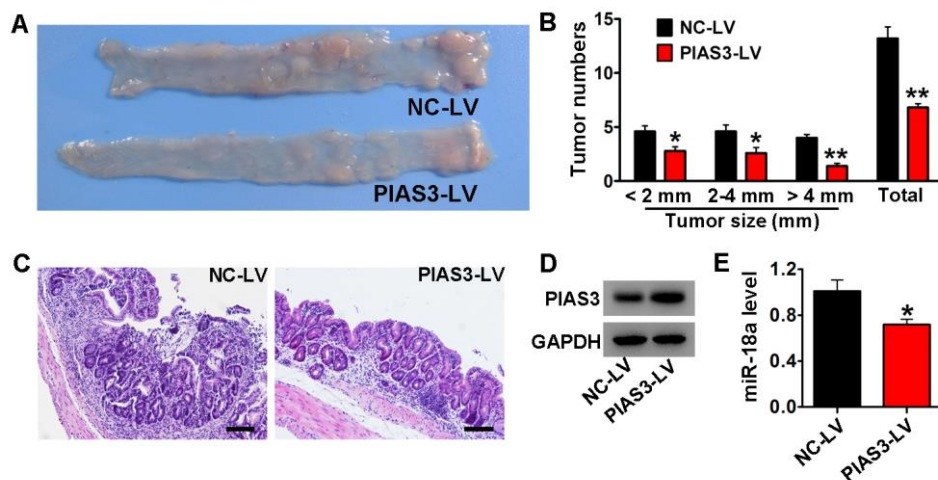 A
NC-LV
PIAS3-LV
B
NC-LV
PIAS3-LV
Tumor numbers
15
10
5
0
*
*
**
**
< 2 mm
2-4 mm
> 4 mm
Total
Tumor size (mm)
C
NC-LV
PIAS3-LV
D
PIAS3
GAPDH
NC-LV
PIAS3-LV
E
miR-18a level
1.2
0.8
0.4
0.0
*
NC-LV
PIAS3-LV